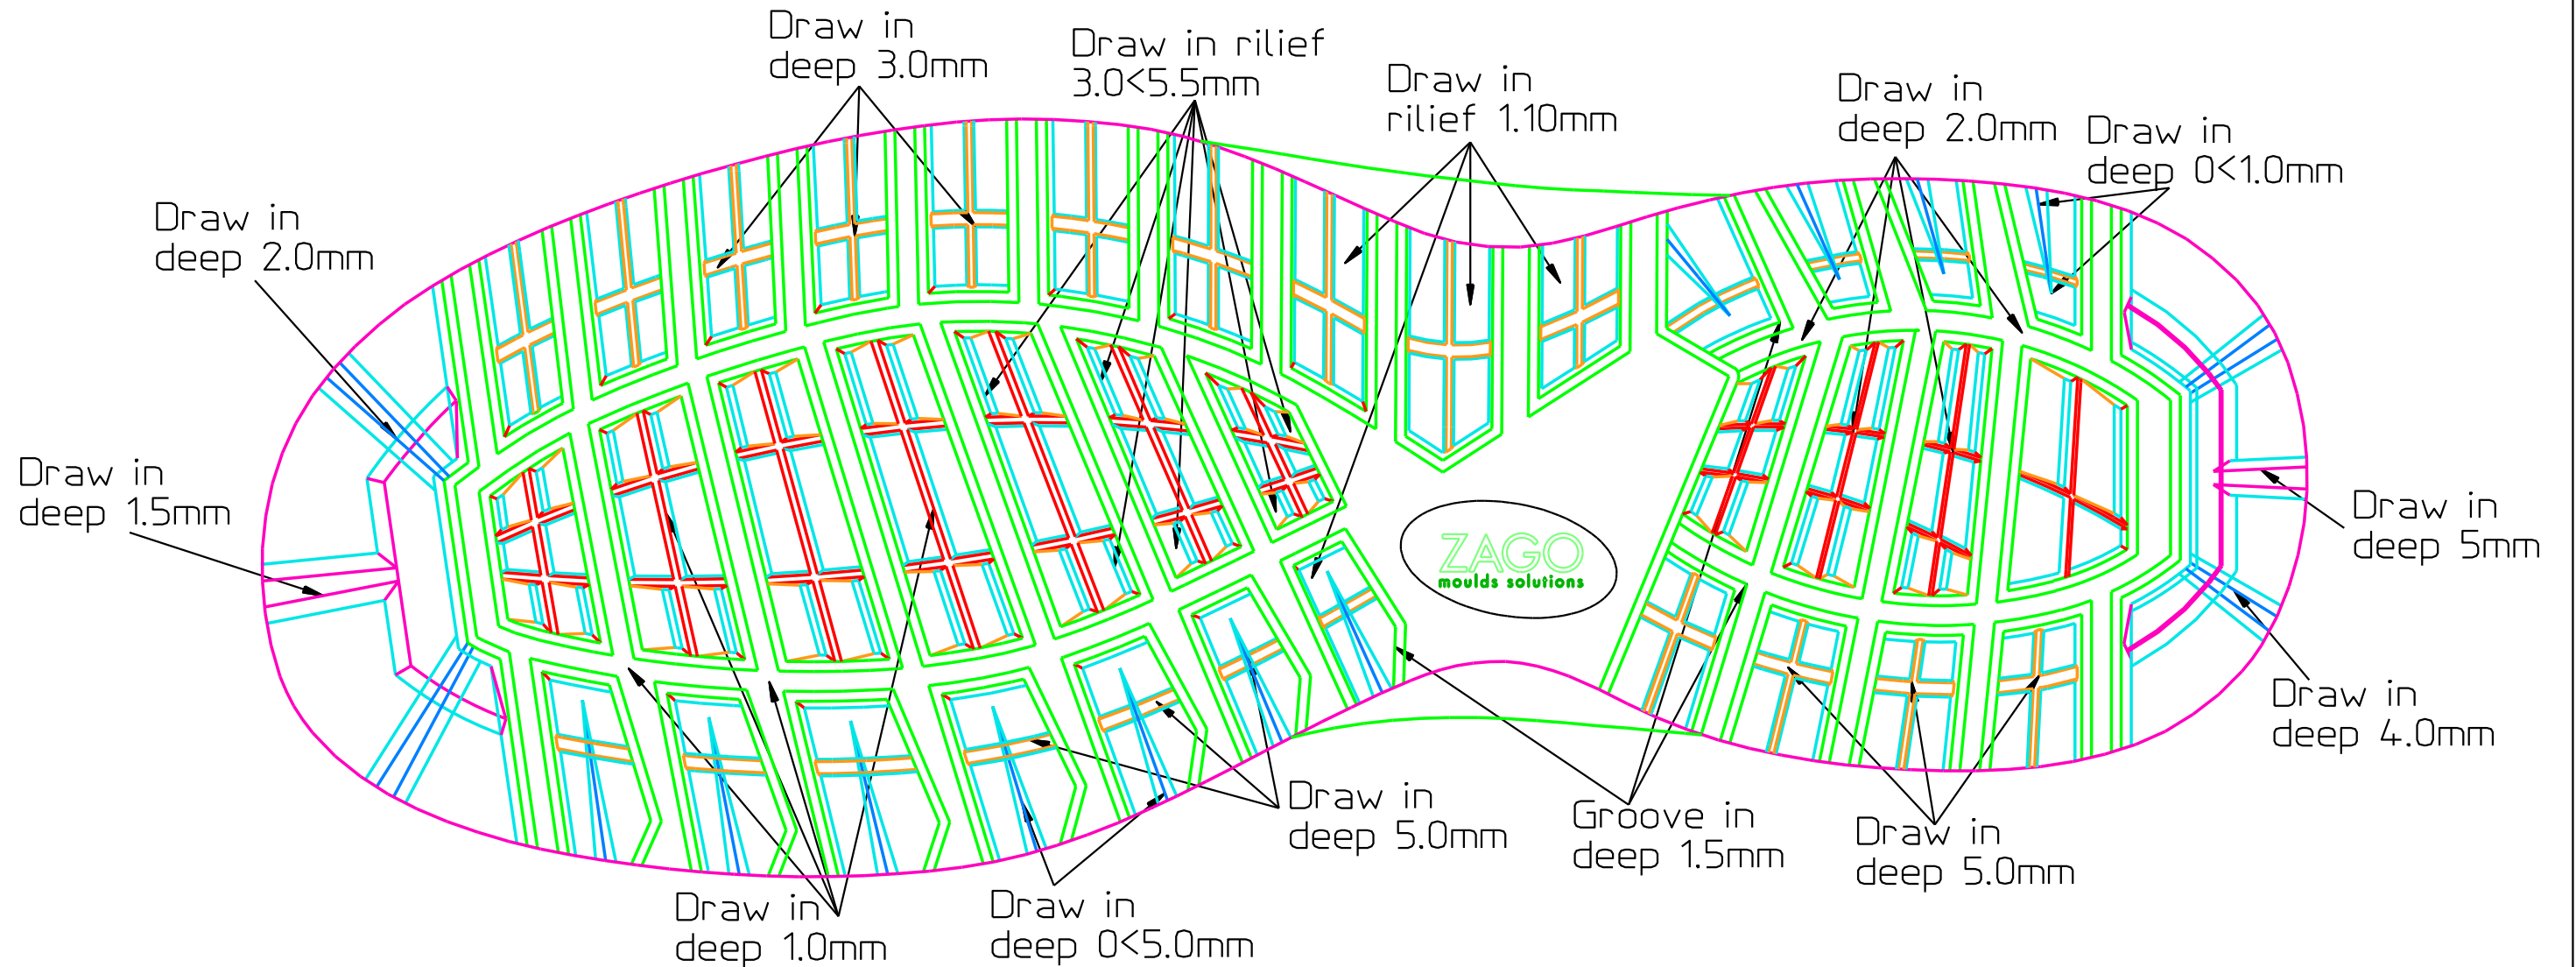 Draw in
deep 3.0mm
Draw in rilief
3.0<5.5mm
Draw in
rilief 1.10mm
Draw in
deep 2.0mm
Draw in
deep 0<1.0mm
Draw in
deep 2.0mm
Draw in
deep 1.5mm
Draw in
deep 5mm
ZAGO
moulds solutions
Draw in
deep 4.0mm
Draw in
deep 5.0mm
Groove in
deep 1.5mm
Draw in
deep 5.0mm
Draw in
deep 1.0mm
Draw in
deep 0<5.0mm